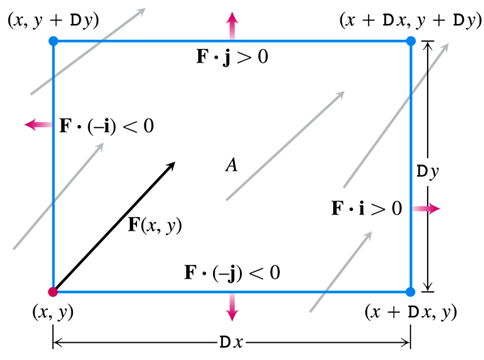 (x, y + Dy)
(x + Dx, y + Dy)
F · j > 0
F · (–i) < 0
A
Dy
F · i > 0
F(x, y)
F · (–j) < 0
(x, y)
(x + Dx, y)
Dx